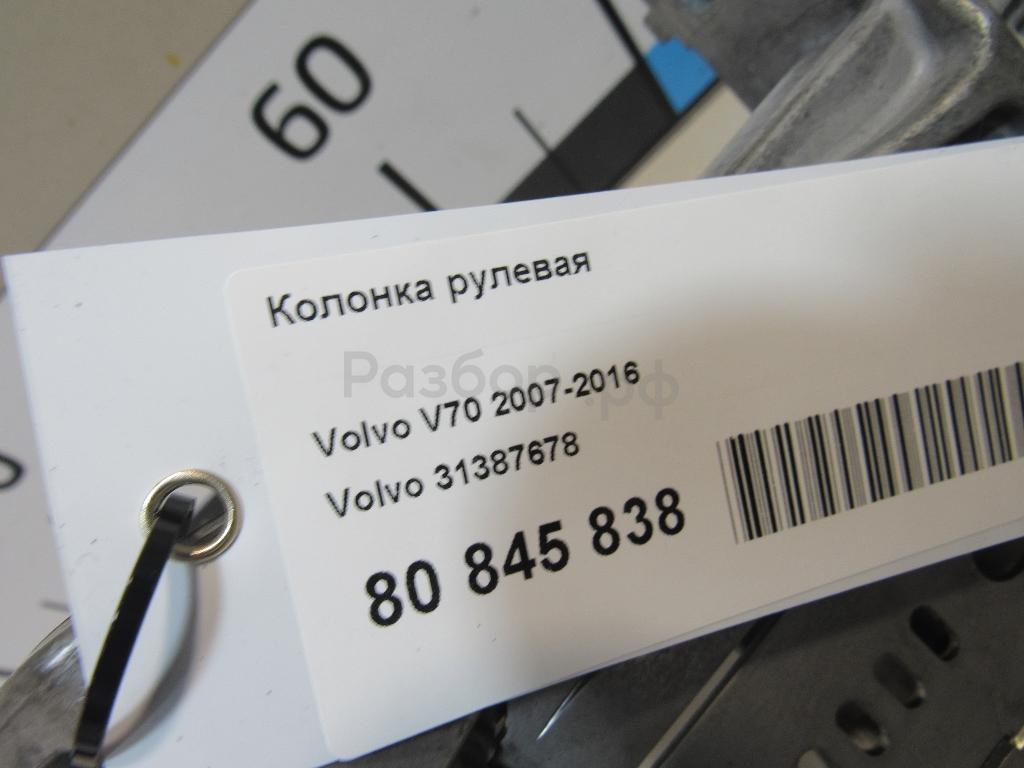 60
Колонка рулевая
Разбор.рф
Volvo V70 2007-2016
Volvo 31387678
80 845 838